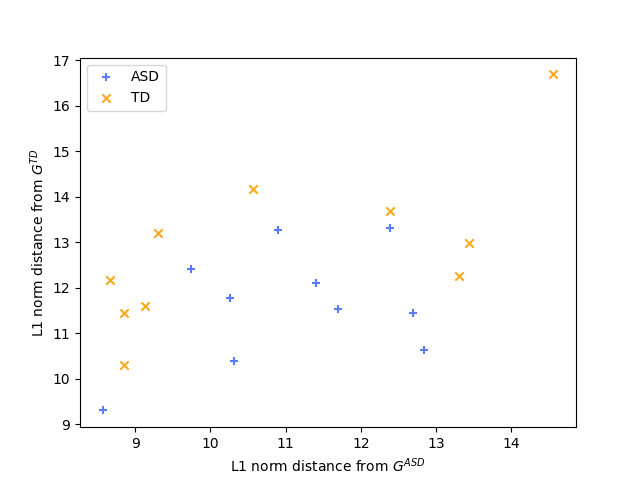 17
16
15
14
13
12
11
10
9
L1 norm distance from G^{TD}
ASD
TD
9 10 11 12 13 14
L1 norm distance from G^{ASD}